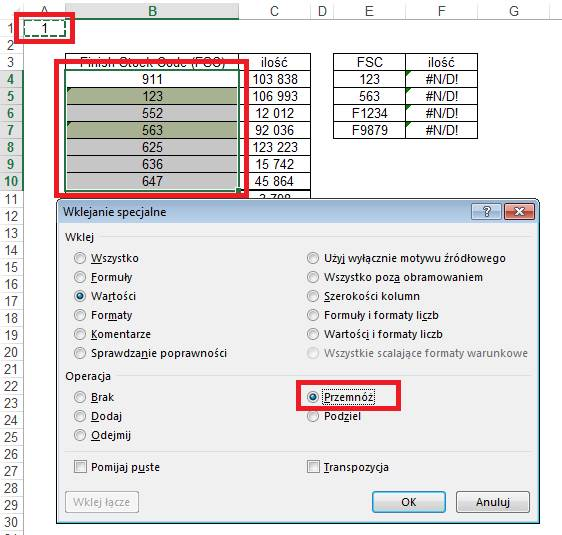 A B C D E F G
1 1
2
3 Finish Stock Code (FSC) ilość FSC ilość
4 911 103 838 123 #N/D!
5 123 106 993 563 #N/D!
6 552 12 012 F1234 #N/D!
7 563 92 036 F9879 #N/D!
8 625 123 223
9 636 15 742
10 647 45 864
11
12 Wklejanie specjalne
13 Wklej
14 Wszystko Użyj wyłącznie motywu źródłowego
15 Formuły Wszystko poza obramowaniem
16 Wartości Szerokości kolumn
17
18 Formaty Formuły i formaty liczb
19 Komentarze Wartości i formaty liczb
20 Sprawdzanie poprawności Wszystkie scalające formaty warunkowe
21 Operacja
22 Brak Przemnóż
23
24 Dodaj Podziel
25 Odejmij
26
27 Pomijaj puste Transpozycja
28
29 Wklej łącze OK Anuluj
30